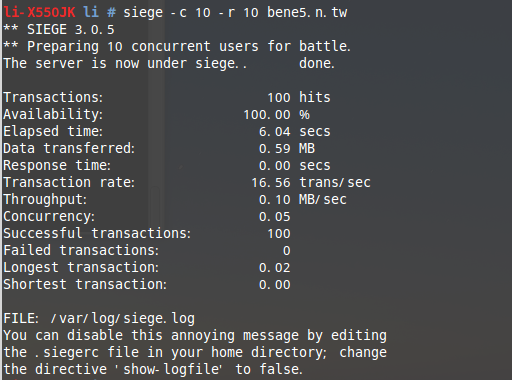 li-X550JK li # siege -c 10 -r 10 bene5.n.tw
** SIEGE 3.0.5
** Preparing 10 concurrent users for battle.
The server is now under siege..      done.
Transactions:                    100 hits
Availability:                 100.00 %
Elapsed time:                   6.04 secs
Data transferred:               0.59 MB
Response time:                  0.00 secs
Transaction rate:              16.56 trans/sec
Throughput:                     0.10 MB/sec
Concurrency:                    0.05
Successful transactions:         100
Failed transactions:               0
Longest transaction:            0.02
Shortest transaction:           0.00
FILE: /var/log/siege.log
You can disable this annoying message by editing
the .siegerc file in your home directory; change
the directive 'show-logfile' to false.